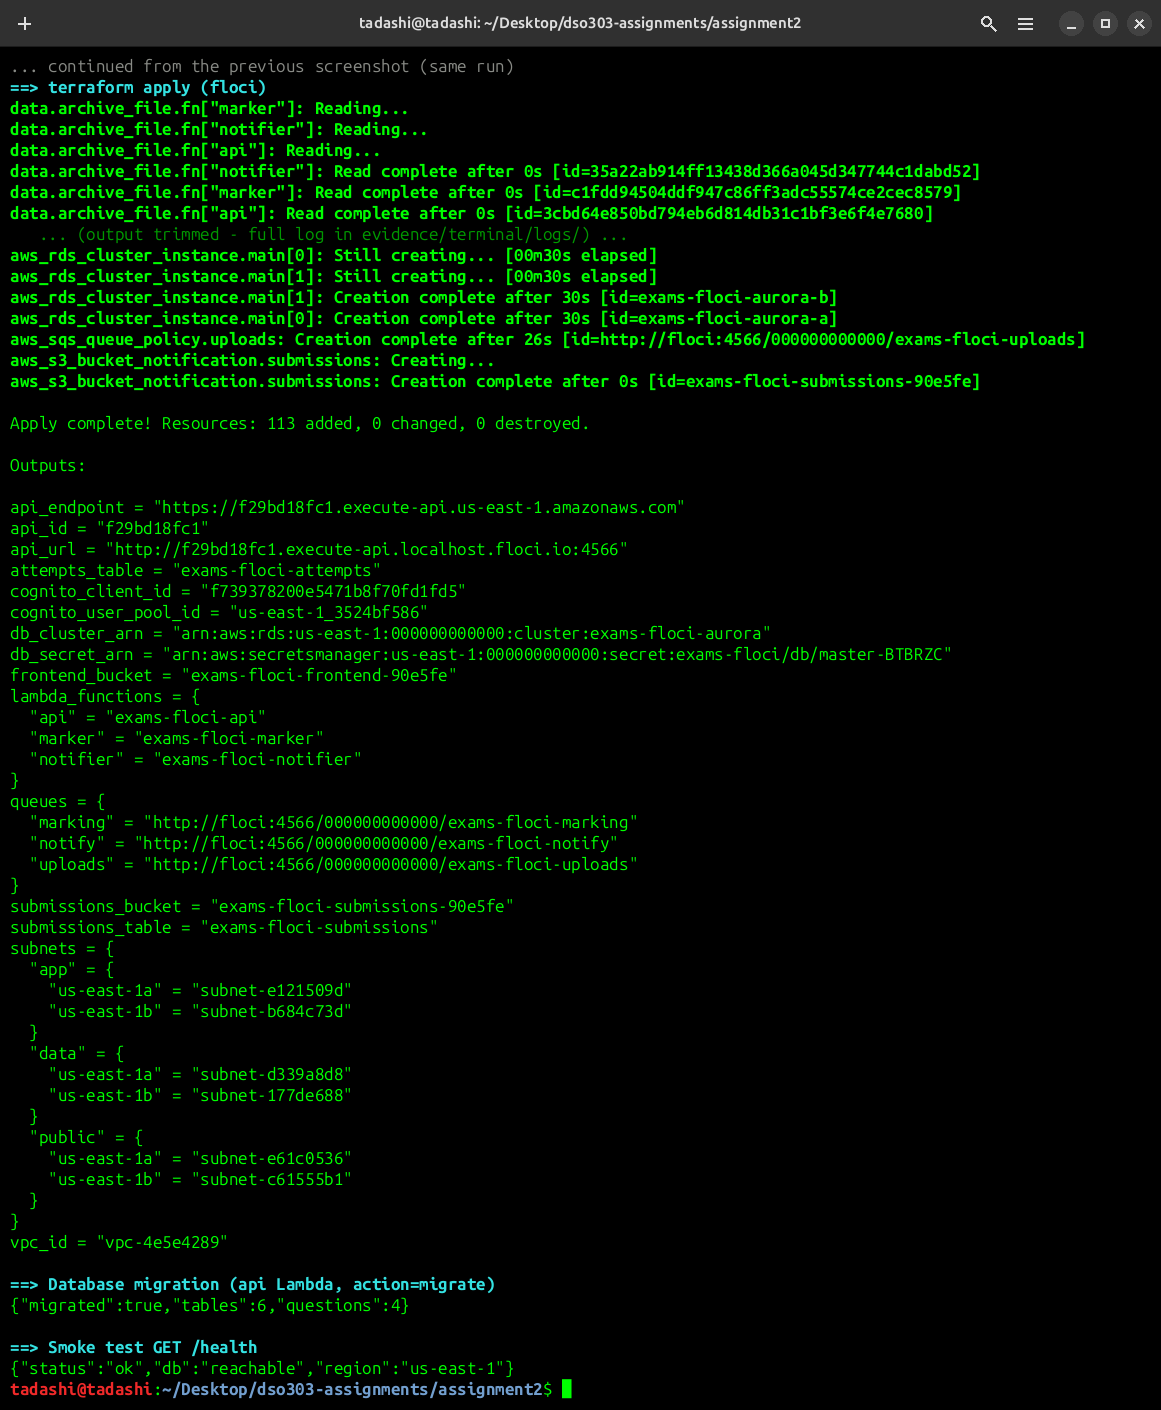 tadashi@tadashi: ~/Desktop/dso303-assignments/assignment2
... continued from the previous screenshot (same run)
==> terraform apply (floci)
data.archive_file.fn["marker"]: Reading...
data.archive_file.fn["notifier"]: Reading...
data.archive_file.fn["api"]: Reading...
data.archive_file.fn["notifier"]: Read complete after 0s [id=35a22ab914ff13438d366a045d347744c1dabd52]
data.archive_file.fn["marker"]: Read complete after 0s [id=c1fdd94504ddf947c86ff3adc55574ce2cec8579]
data.archive_file.fn["api"]: Read complete after 0s [id=3cbd64e850bd794eb6d814db31c1bf3e6f4e7680]
   ... (output trimmed - full log in evidence/terminal/logs/) ...
aws_rds_cluster_instance.main[0]: Still creating... [00m30s elapsed]
aws_rds_cluster_instance.main[1]: Still creating... [00m30s elapsed]
aws_rds_cluster_instance.main[1]: Creation complete after 30s [id=exams-floci-aurora-b]
aws_rds_cluster_instance.main[0]: Creation complete after 30s [id=exams-floci-aurora-a]
aws_sqs_queue_policy.uploads: Creation complete after 26s [id=http://floci:4566/000000000000/exams-floci-uploads]
aws_s3_bucket_notification.submissions: Creating...
aws_s3_bucket_notification.submissions: Creation complete after 0s [id=exams-floci-submissions-90e5fe]

Apply complete! Resources: 113 added, 0 changed, 0 destroyed.

Outputs:

api_endpoint = "https://f29bd18fc1.execute-api.us-east-1.amazonaws.com"
api_id = "f29bd18fc1"
api_url = "http://f29bd18fc1.execute-api.localhost.floci.io:4566"
attempts_table = "exams-floci-attempts"
cognito_client_id = "f739378200e5471b8f70fd1fd5"
cognito_user_pool_id = "us-east-1_3524bf586"
db_cluster_arn = "arn:aws:rds:us-east-1:000000000000:cluster:exams-floci-aurora"
db_secret_arn = "arn:aws:secretsmanager:us-east-1:000000000000:secret:exams-floci/db/master-BTBRZC"
frontend_bucket = "exams-floci-frontend-90e5fe"
lambda_functions = {
  "api" = "exams-floci-api"
  "marker" = "exams-floci-marker"
  "notifier" = "exams-floci-notifier"
}
queues = {
  "marking" = "http://floci:4566/000000000000/exams-floci-marking"
  "notify" = "http://floci:4566/000000000000/exams-floci-notify"
  "uploads" = "http://floci:4566/000000000000/exams-floci-uploads"
}
submissions_bucket = "exams-floci-submissions-90e5fe"
submissions_table = "exams-floci-submissions"
subnets = {
  "app" = {
    "us-east-1a" = "subnet-e121509d"
    "us-east-1b" = "subnet-b684c73d"
  }
  "data" = {
    "us-east-1a" = "subnet-d339a8d8"
    "us-east-1b" = "subnet-177de688"
  }
  "public" = {
    "us-east-1a" = "subnet-e61c0536"
    "us-east-1b" = "subnet-c61555b1"
  }
}
vpc_id = "vpc-4e5e4289"

==> Database migration (api Lambda, action=migrate)
{"migrated":true,"tables":6,"questions":4}

==> Smoke test GET /health
{"status":"ok","db":"reachable","region":"us-east-1"}
tadashi@tadashi:~/Desktop/dso303-assignments/assignment2$